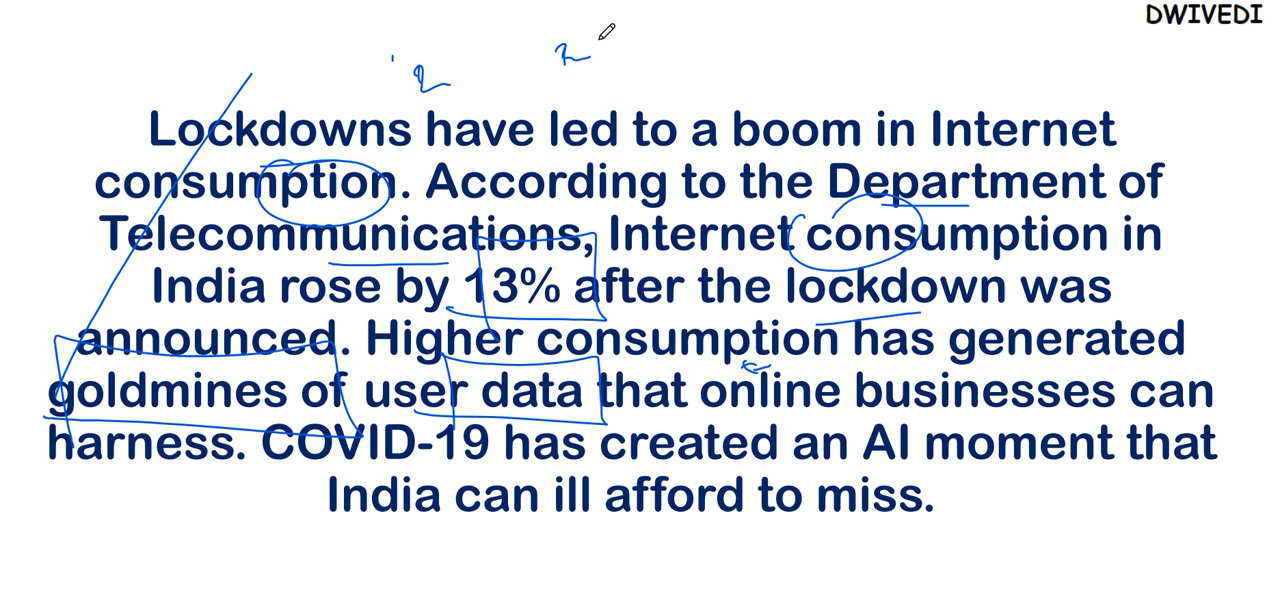 DWIVEDI
Lockdowns have led to a boom in Internet
consumption. According to the Department of
Telecommunications, Internet consumption in
India rose by 13% after the lockdown was
announced. Higher consumption has generated
goldmines of user data that online businesses can
harness. COVID-19 has created an AI moment that
India can ill afford to miss.